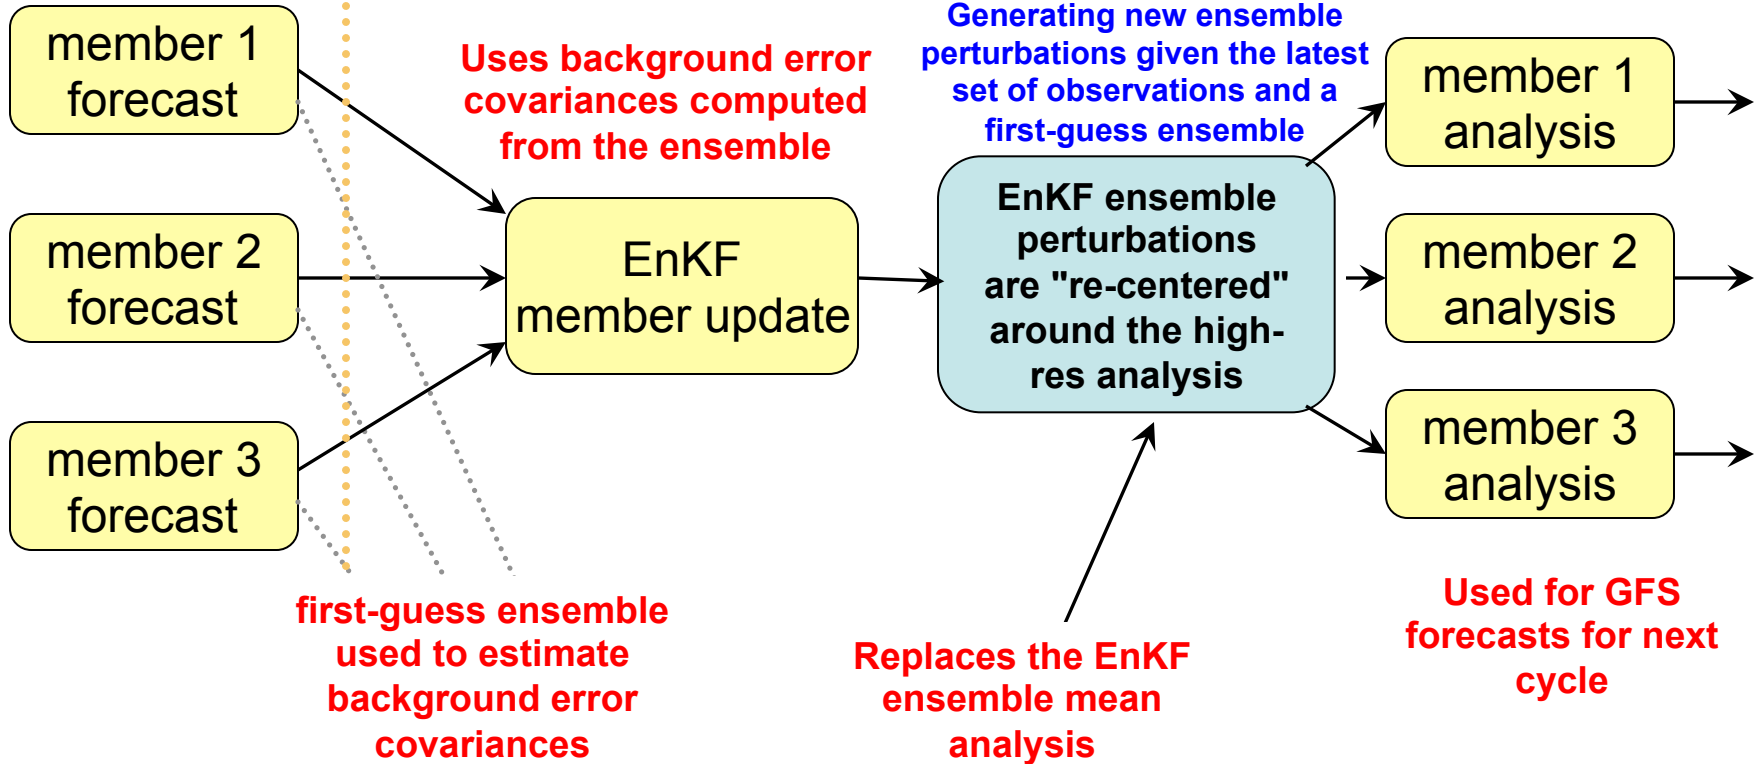 member 1
forecast
member 2
forecast
member 3
forecast
Uses background error
covariances computed
from the ensemble
EnKF
member update
first-guess ensemble
used to estimate
background error
covariances
Generating new ensemble
perturbations given the latest
set of observations and a
first-guess ensemble
EnKF ensemble
perturbations
are "re-centered"
around the high-
res analysis
Replaces the EnKF
ensemble mean
analysis
member 1
analysis
member 2
analysis
member 3
analysis
Used for GFS
forecasts for next
cycle